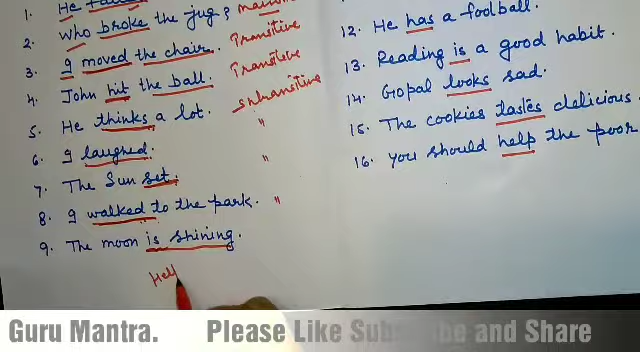 1. He
2. Who broke the jug?
3. I moved the chair. Transitive
4. John hit the ball. Transitive
5. He thinks a lot. Intransitive
6. I laughed. "
7. The Sun set. "
8. I walked to the park. "
9. The moon is shining.
Hel
12. He has a football.
13. Reading is a good habit.
14. Gopal looks sad.
15. The cookies tastes delicious.
16. You should help the poor
Guru Mantra. Please Like Subscribe and Share